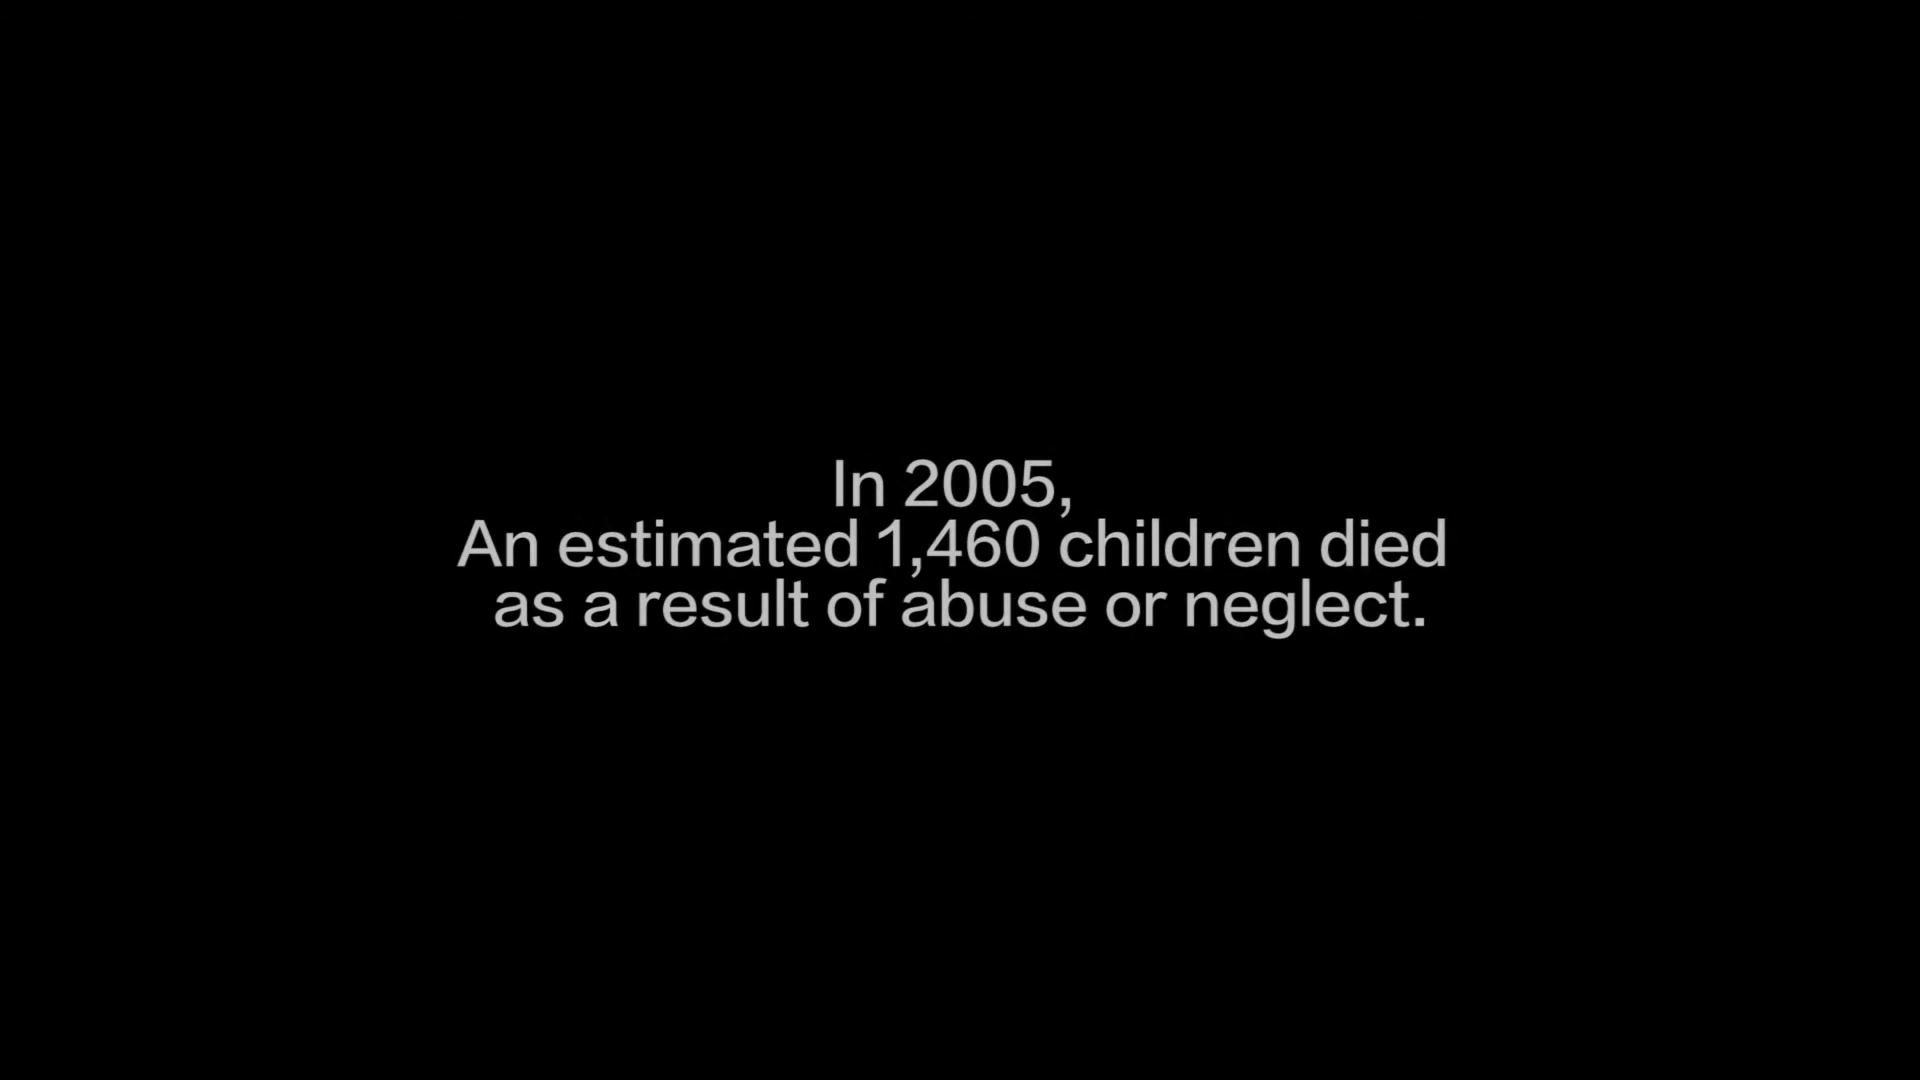 In 2005,
An estimated 1,460 children died
as a result of abuse or neglect.